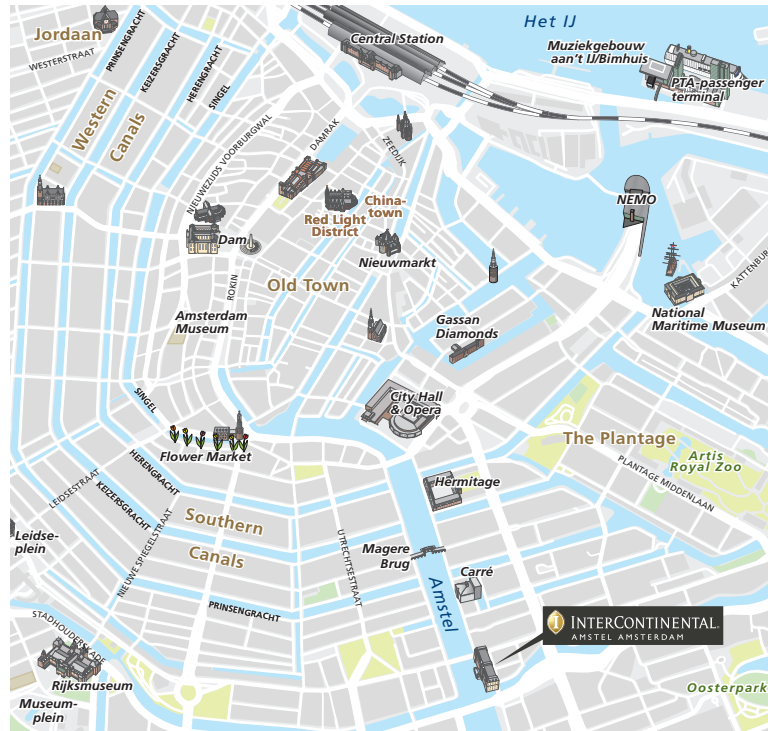 Het IJ
Jordaan
Central Station
Muziekgebouw
aan't IJ/Bimhuis
WESTERSTRAAT
PRINSENGRACHT
KEIZERSGRACHT
HERENGRACHT
SINGEL
PTA-passenger
terminal
Western
Canals
NIEUWEZIJDS VOORBURGWAL
DAMRAK
ZEEDIJK
China-
town
Red Light
District
NEMO
Dam
Nieuwmarkt
KATTENBUR
ROKIN
Old Town
Amsterdam
Museum
Gassan
Diamonds
National
Maritime Museum
SINGEL
City Hall
& Opera
Flower Market
The Plantage
Artis
Royal Zoo
PLANTAGE MIDDENLAAN
LEIDSESTRAAT
HERENGRACHT
KEIZERSGRACHT
Hermitage
Southern
Canals
NIEUWE SPIEGELSTRAAT
UTRECHTSESTRAAT
Leidse-
plein
Magere
Brug
Carré
Amstel
PRINSENGRACHT
INTERCONTINENTAL®
AMSTEL AMSTERDAM
STADHOUDERSKADE
Rijksmuseum
Museum-
plein
Oosterpark